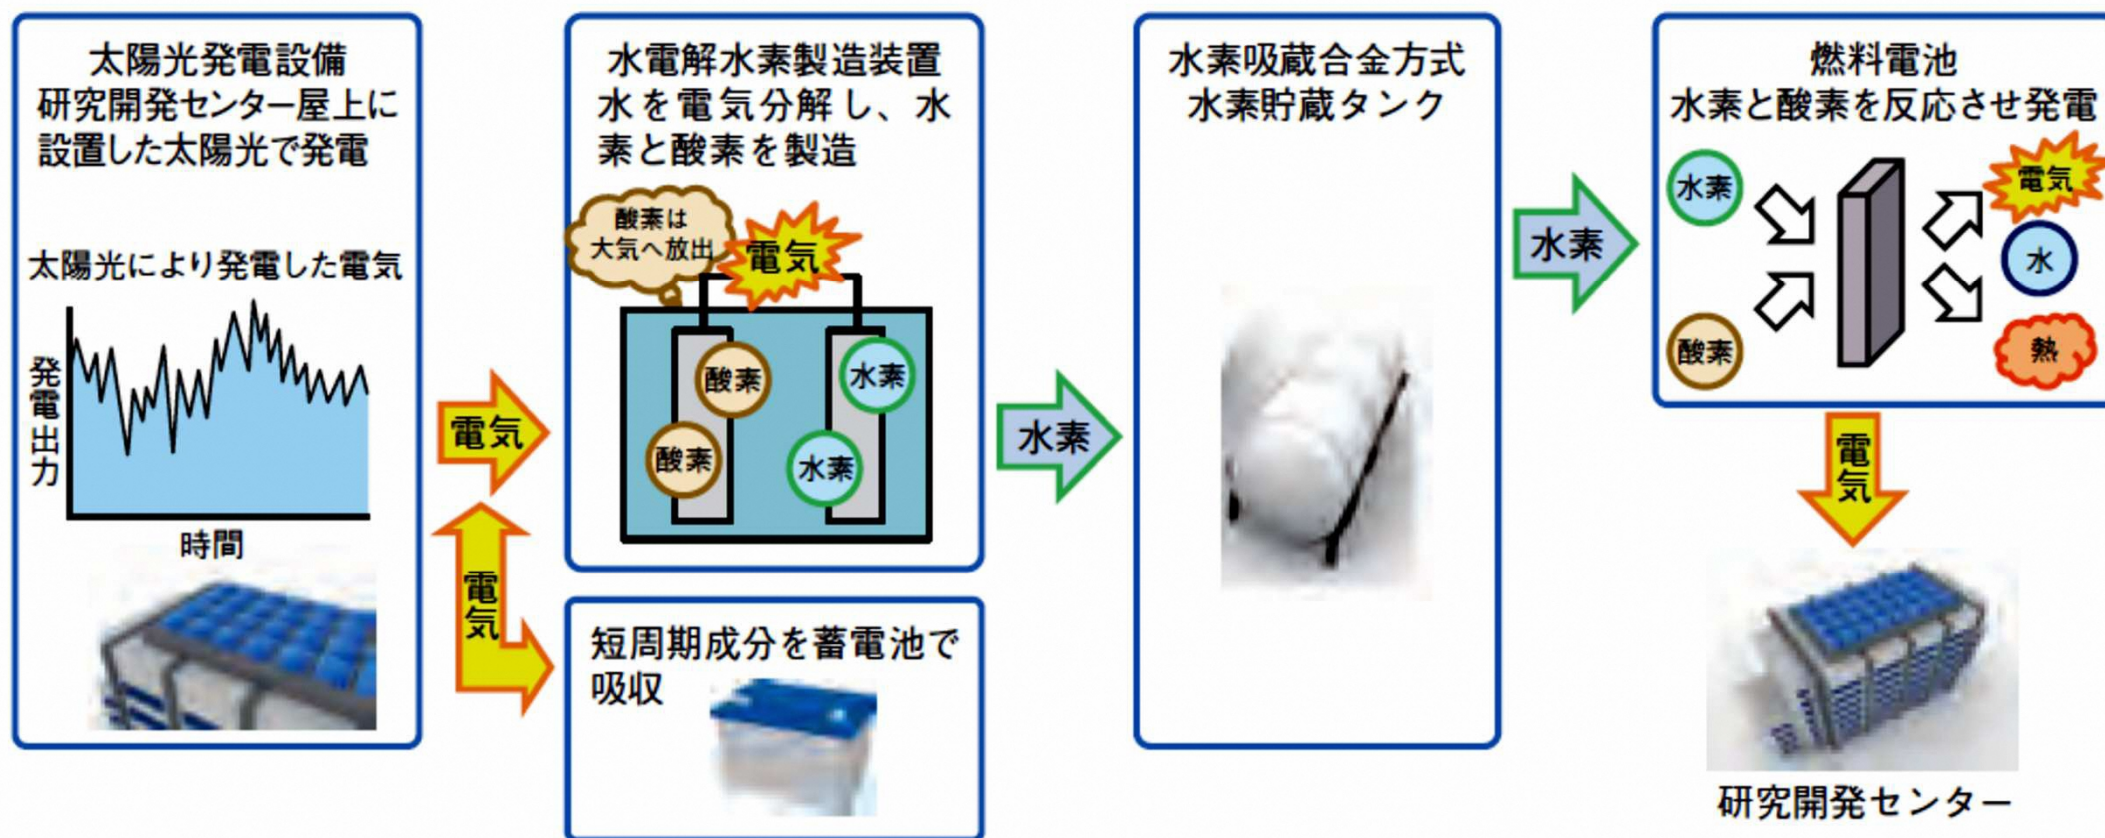 太陽光発電設備
研究開発センター屋上に
設置した太陽光で発電
太陽光により発電した電気
発電出力
時間
電気
電気
水電解水素製造装置
水を電気分解し、水
素と酸素を製造
酸素は
大気へ放出
電気
酸素
水素
酸素
水素
短周期成分を蓄電池で
吸収
水素
水素吸蔵合金方式
水素貯蔵タンク
水素
燃料電池
水素と酸素を反応させ発電
水素
電気
水
酸素
熱
電気
研究開発センター